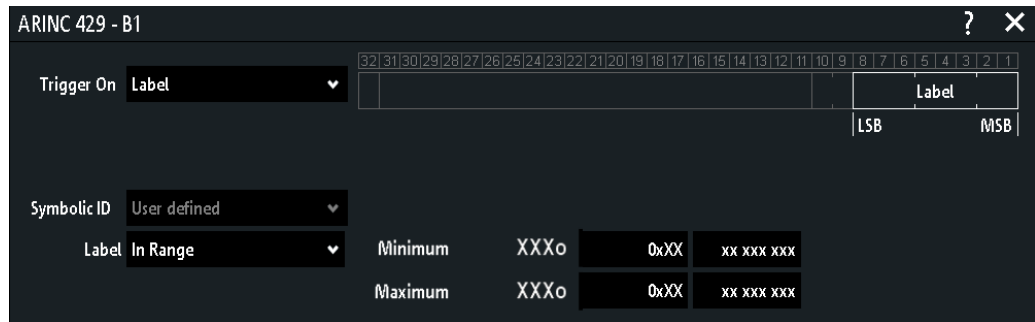 ARINC 429 - B1 ? ✕
32 31 30 29 28 27 26 25 24 23 22 21 20 19 18 17 16 15 14 13 12 11 10 9 8 7 6 5 4 3 2 1
Trigger On Label Label
LSB MSB
Symbolic ID User defined
Label In Range Minimum XXXo 0xXX xx xxx xxx
Maximum XXXo 0xXX xx xxx xxx